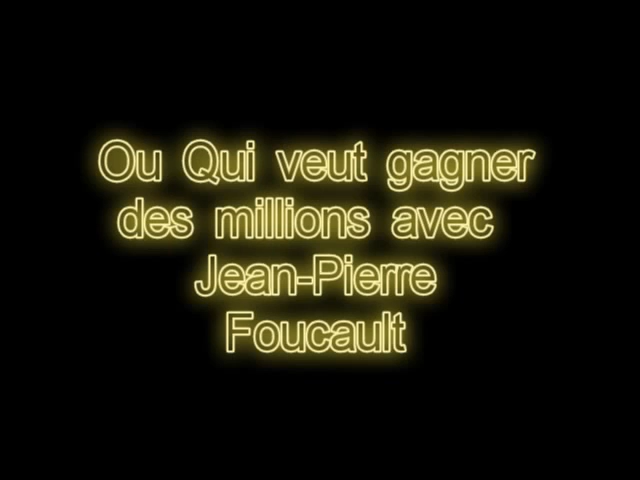 Ou Qui veut gagner
des millions avec
Jean-Pierre
Foucault